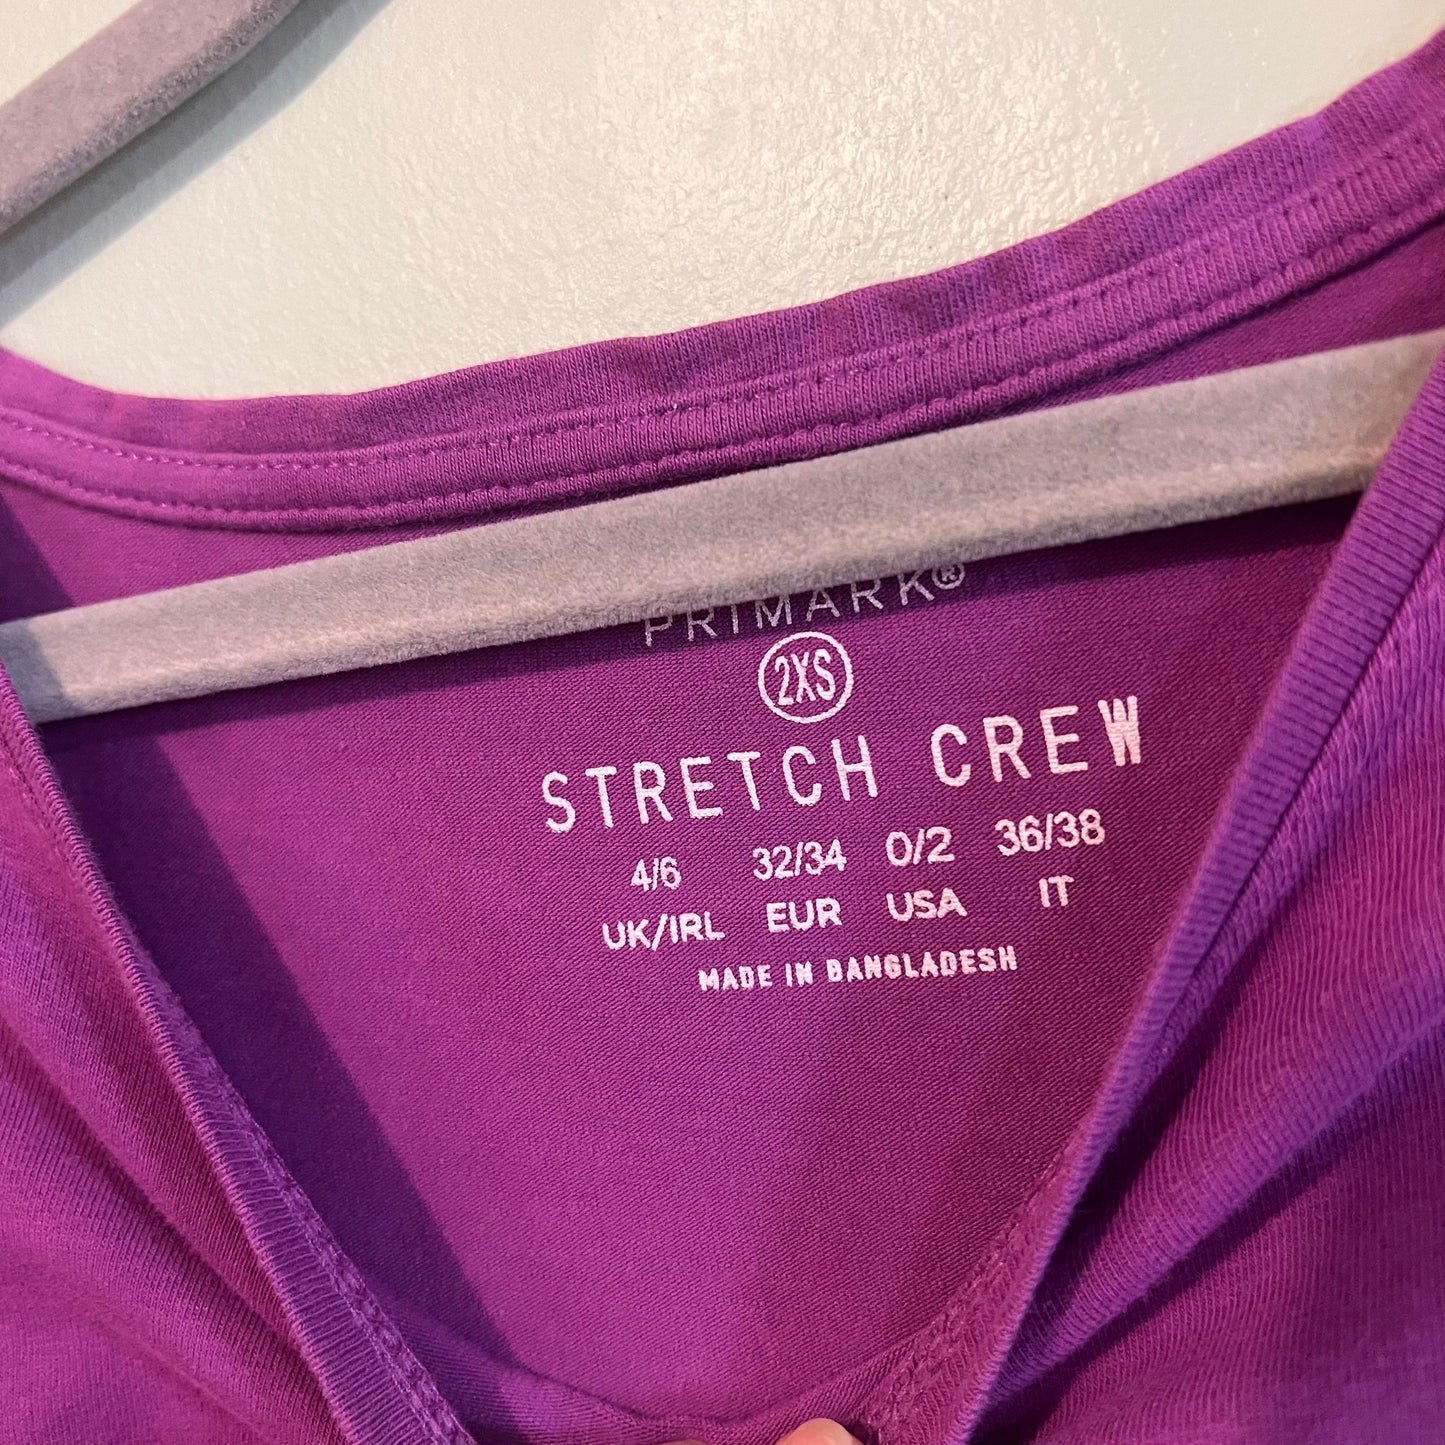 PRIMARK®
2XS
STRETCH CREW
4/6 32/34 0/2 36/38
UK/IRL EUR USA IT
MADE IN BANGLADESH